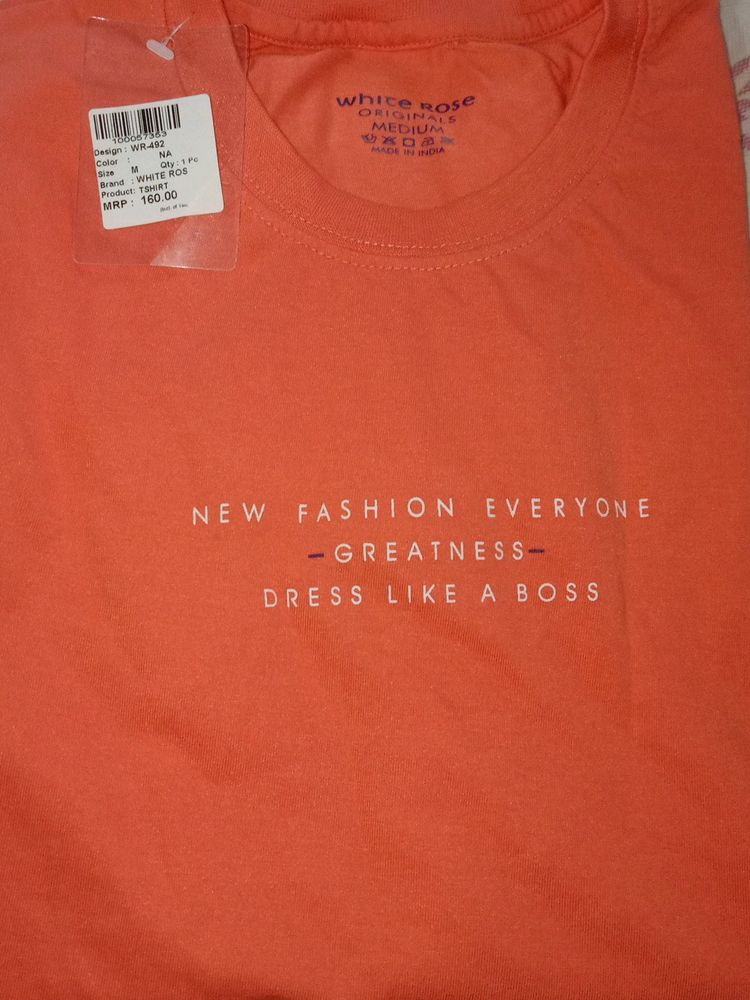 100057353
Design : WR-492
Color : NA
Size M Qty : 1 Pc
Brand : WHITE ROS
Product: TSHIRT
MRP : 160.00
White ROSE
ORIGINALS
MEDIUM
MADE IN INDIA
NEW FASHION EVERYONE
-GREATNESS-
DRESS LIKE A BOSS